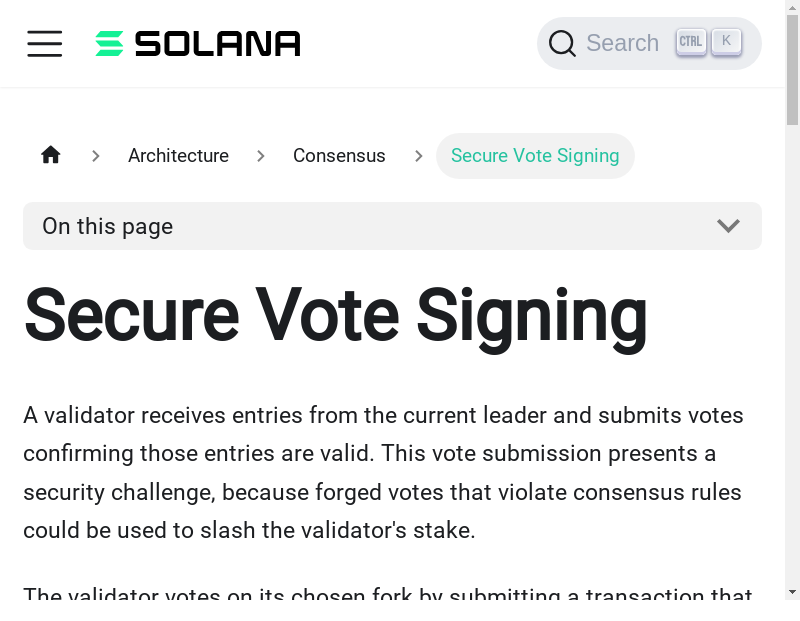 SOLANA
Search CTRL K
Architecture Consensus Secure Vote Signing
On this page
Secure Vote Signing
A validator receives entries from the current leader and submits votes
confirming those entries are valid. This vote submission presents a
security challenge, because forged votes that violate consensus rules
could be used to slash the validator's stake.
The validator votes on its chosen fork by submitting a transaction that